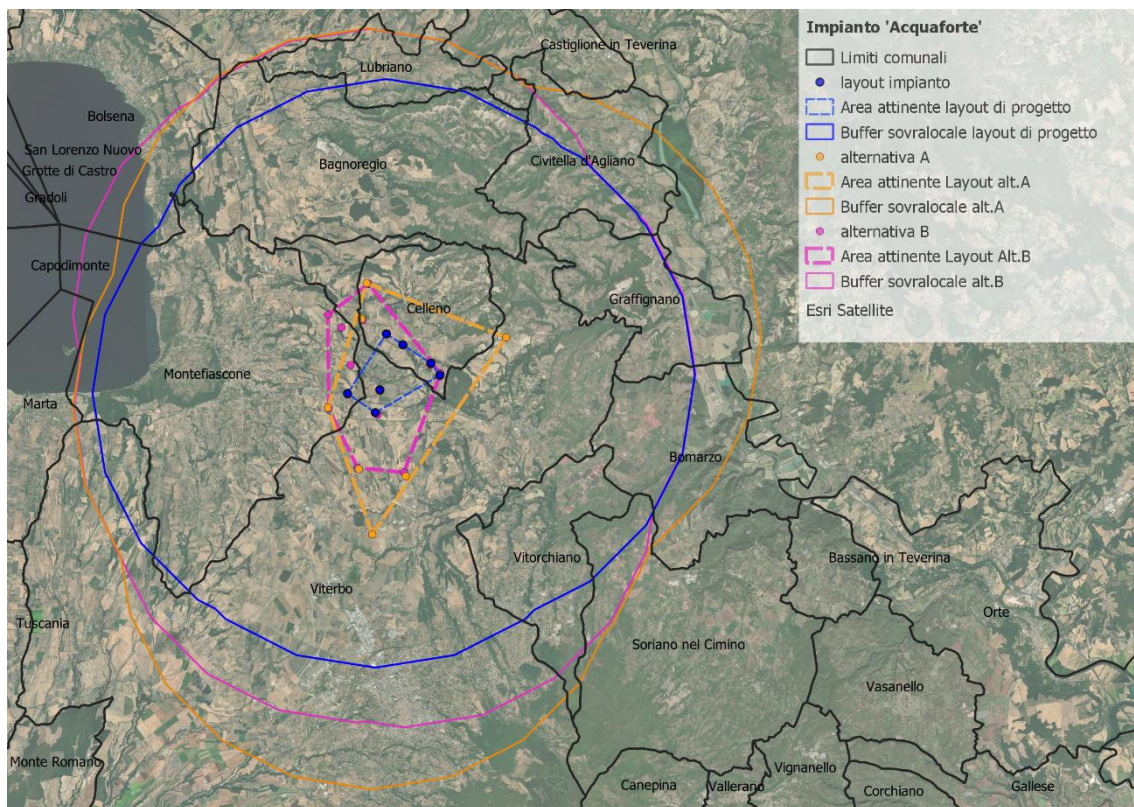 Impianto 'Acquaforte'
Limiti comunali
layout impianto
Area attinente layout di progetto
Buffer sovralocale layout di progetto
alternativa A
Area attinente Layout alt.A
Buffer sovralocale alt.A
alternativa B
Area attinente Layout Alt.B
Buffer sovralocale alt.B
Esri Satellite
Castiglione in Teverina
Lubriano
Bolsena
San Lorenzo Nuovo
Grotte di Castro
Gradoli
Bagnoregio
Civitella d'Agliano
Capodimonte
Celleno
Graffignano
Montefiascone
Marta
Bomarzo
Vitorchiano
Bassano in Teverina
Viterbo
Orte
Tuscania
Soriano nel Cimino
Vasanello
Monte Romano
Canepina
Vallerano
Vignanello
Corchiano
Gallese